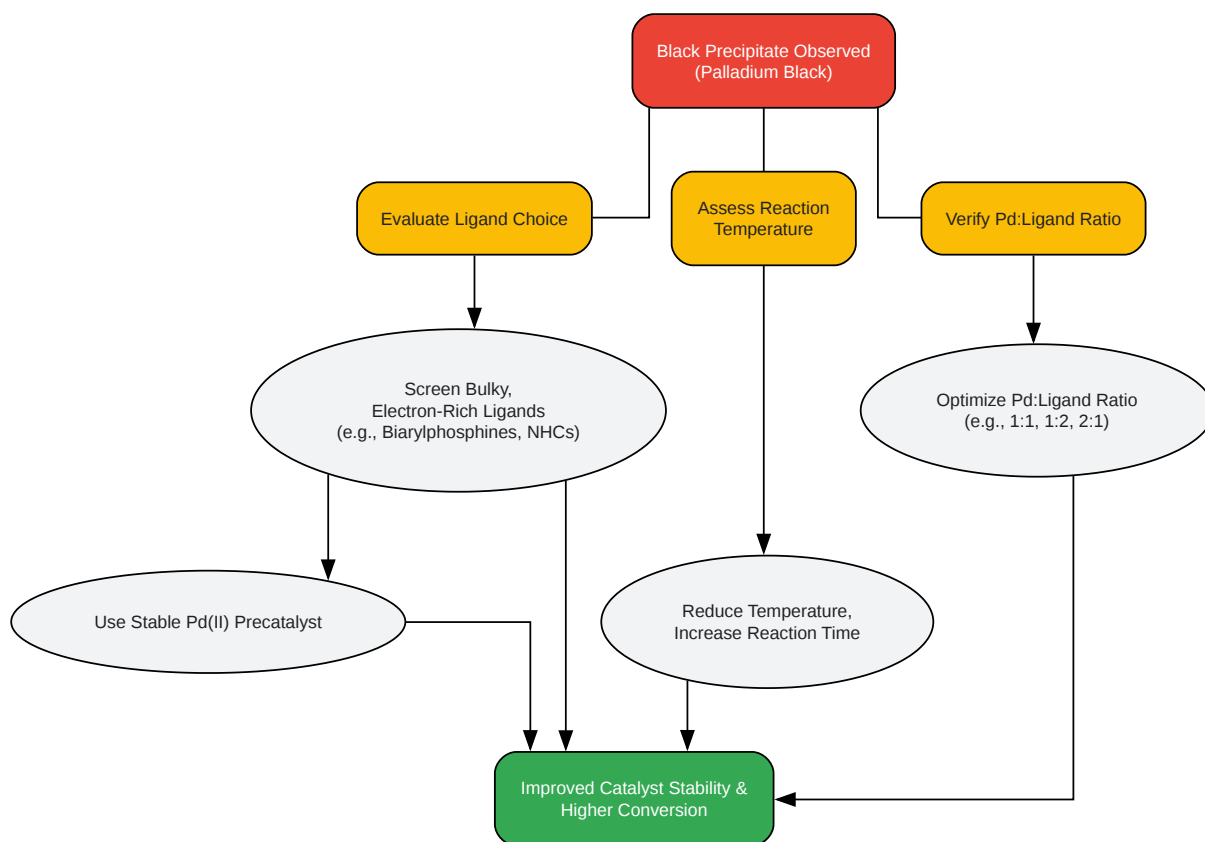 Black Precipitate Observed
(Palladium Black)
Evaluate Ligand Choice
Assess Reaction
Temperature
Verify Pd:Ligand Ratio
Screen Bulky,
Electron-Rich Ligands
(e.g., Biarylphosphines, NHCs)
Optimize Pd:Ligand Ratio
(e.g., 1:1, 1:2, 2:1)
Use Stable Pd(II) Precatalyst
Reduce Temperature,
Increase Reaction Time
Improved Catalyst Stability &
Higher Conversion